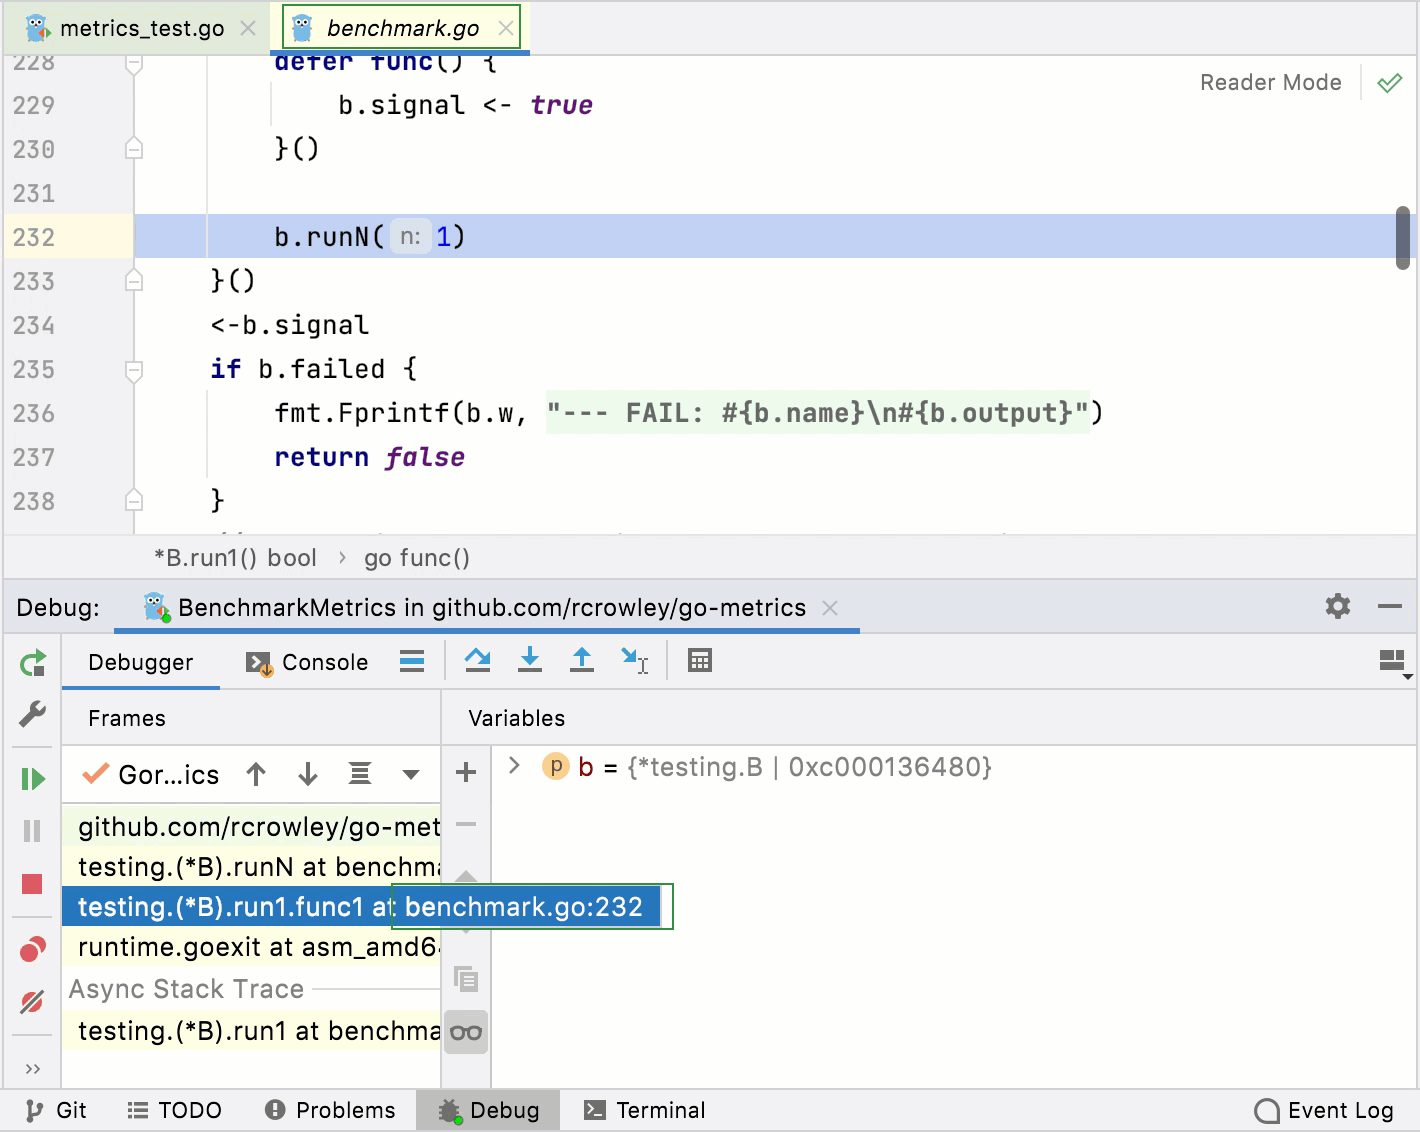 metrics_test.go
benchmark.go
228 defer func() {
229 b.signal <- true
Reader Mode
230 }()
231
232 b.runN( n: 1)
233 }()
234 <-b.signal
235 if b.failed {
236 fmt.Fprintf(b.w, "--- FAIL: #{b.name}\n#{b.output}")
237 return false
238 }
*B.run1() bool › go func()
Debug: BenchmarkMetrics in github.com/rcrowley/go-metrics
Debugger Console
Frames Variables
Gor...ics
b = {*testing.B | 0xc000136480}
github.com/rcrowley/go-met
testing.(*B).runN at benchma
testing.(*B).run1.func1 at benchmark.go:232
runtime.goexit at asm_amd6
Async Stack Trace
testing.(*B).run1 at benchma
Git TODO Problems Debug Terminal Event Log